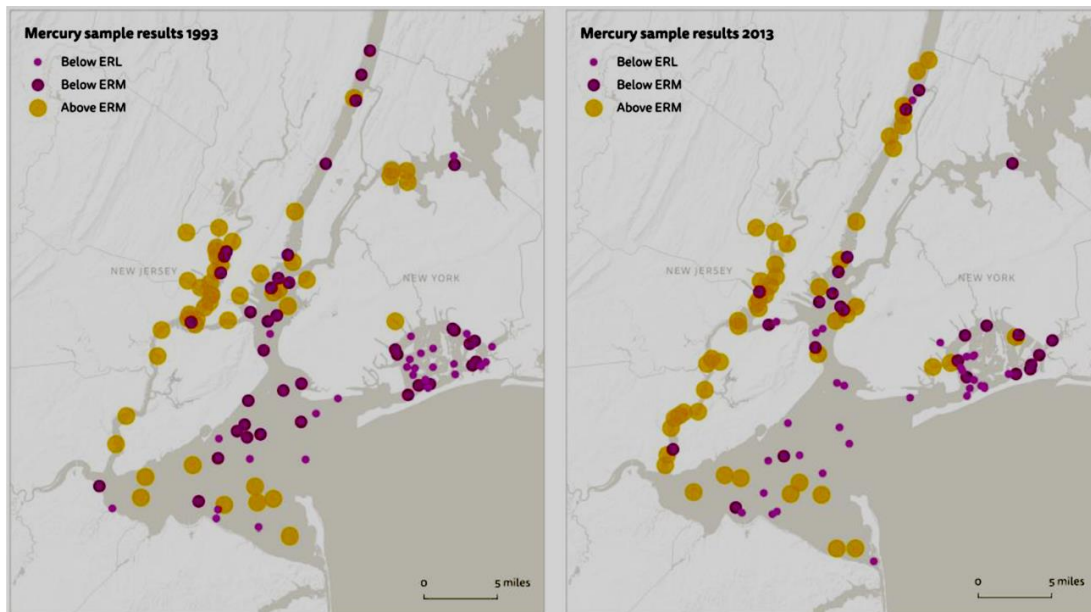 Mercury sample results 1993
Below ERL
Below ERM
Above ERM
NEW JERSEY
NEW YORK
0 5 miles
Mercury sample results 2013
Below ERL
Below ERM
Above ERM
NEW JERSEY
NEW YORK
0 5 miles